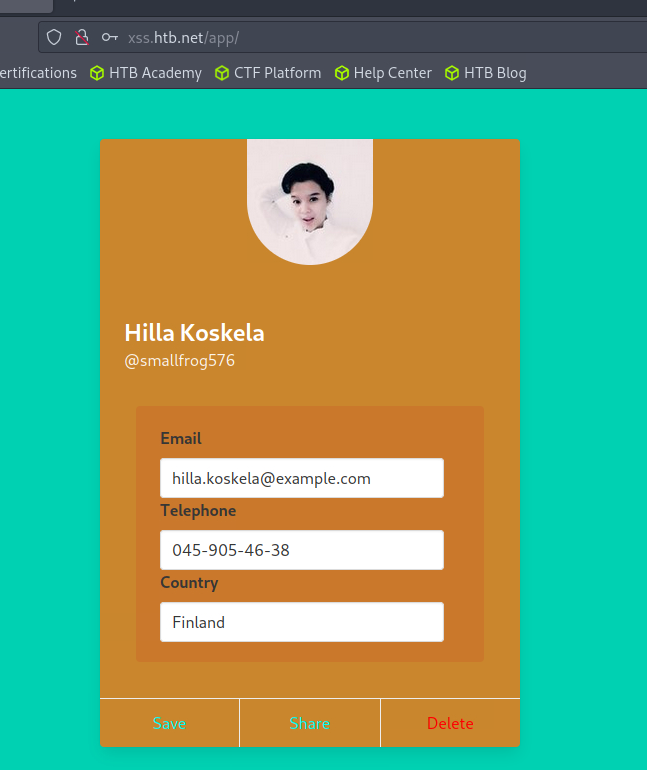 xss.htb.net/app/
ertifications HTB Academy CTF Platform Help Center HTB Blog
Hilla Koskela
@smallfrog576
Email
hilla.koskela@example.com
Telephone
045-905-46-38
Country
Finland
Save Share Delete